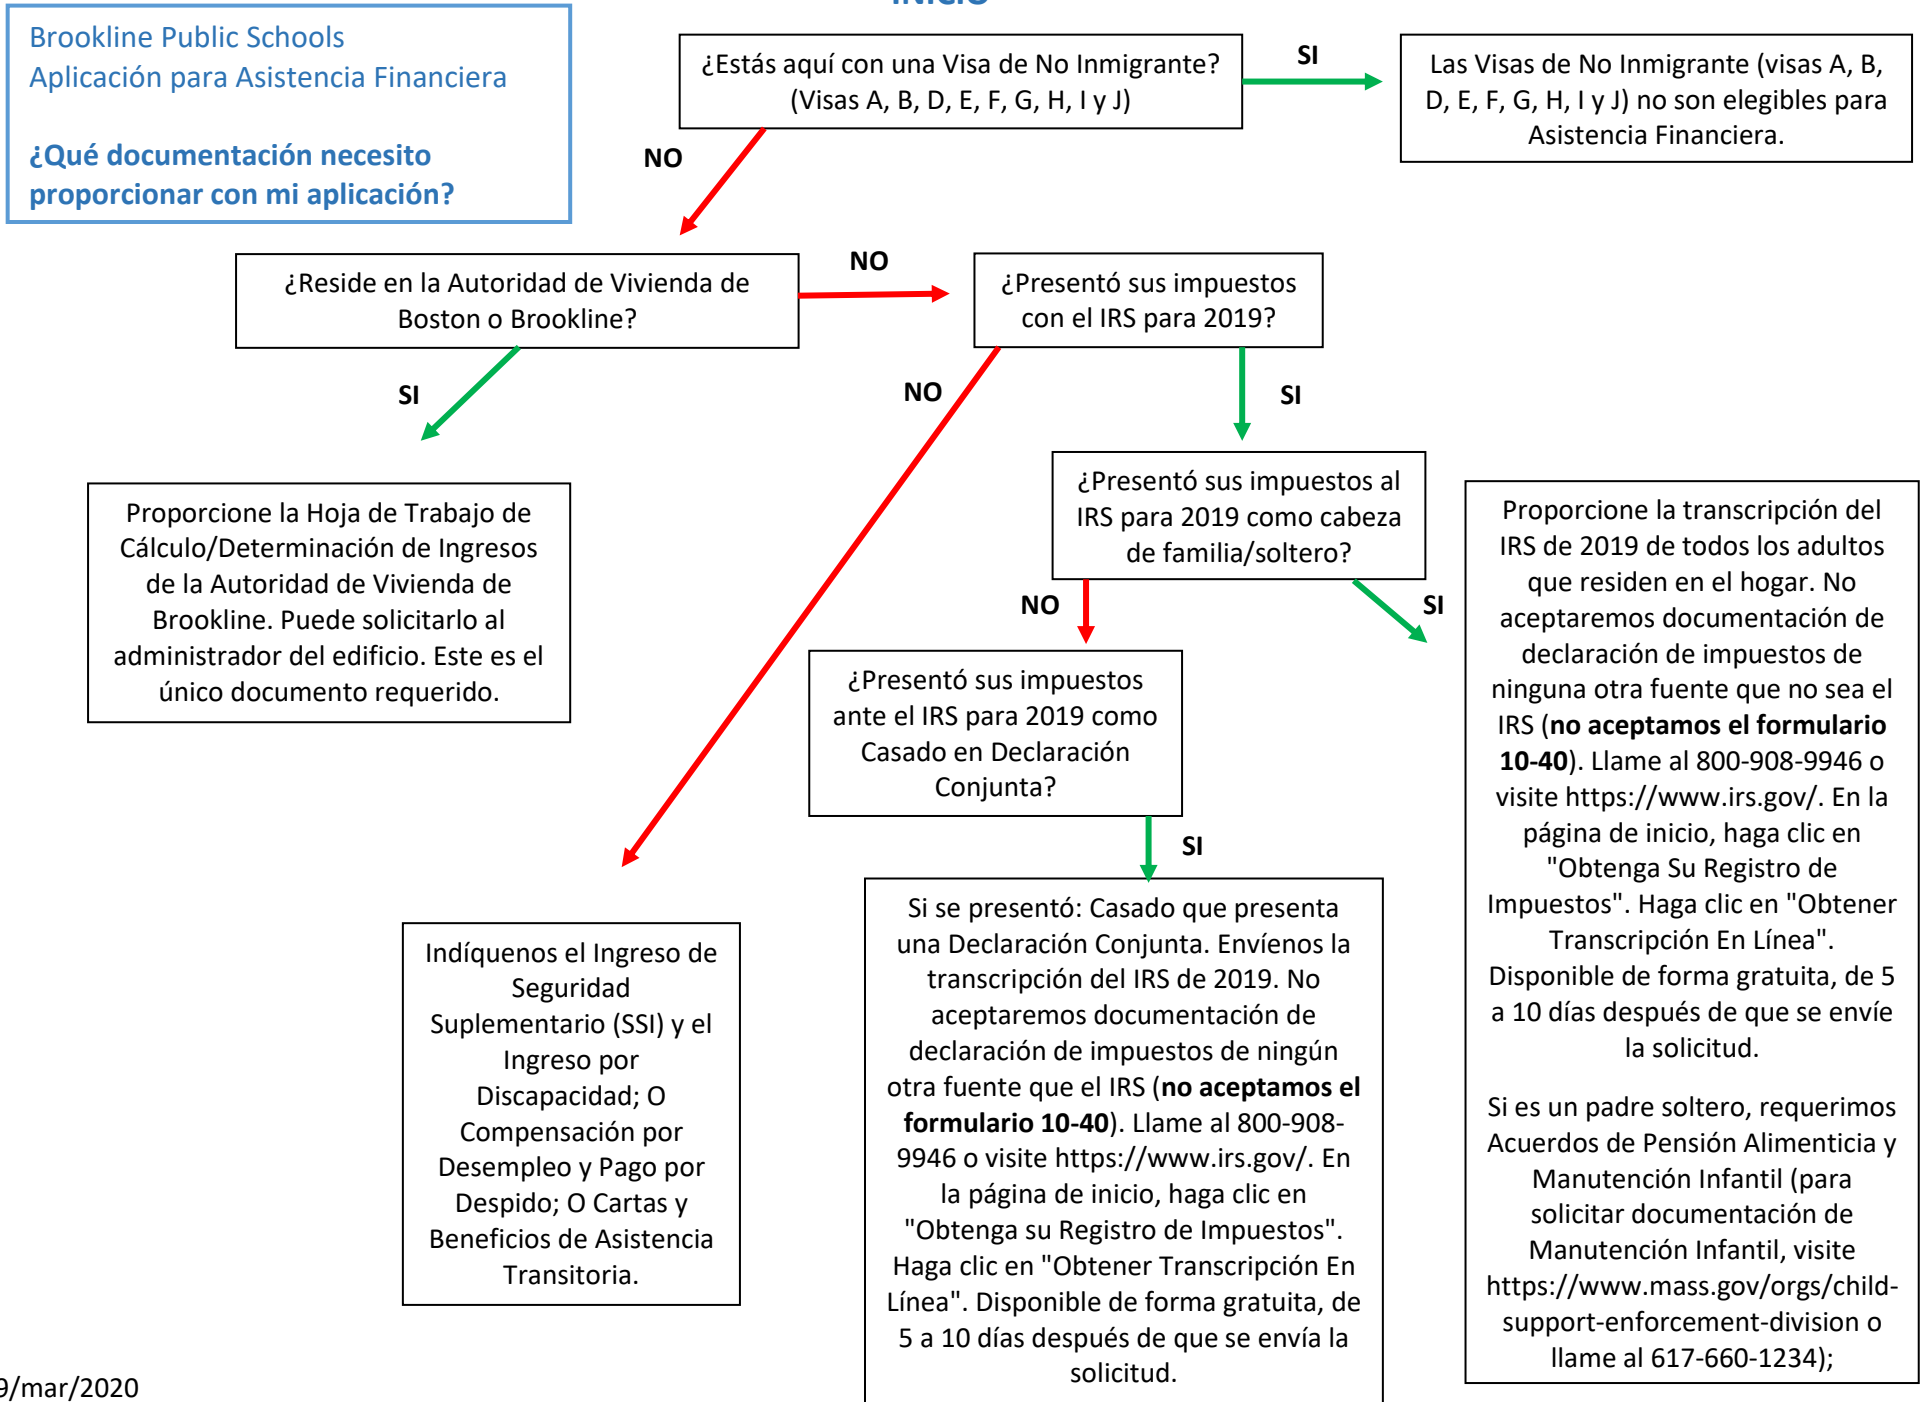 INICIO
Brookline Public Schools
Aplicación para Asistencia Financiera
¿Qué documentación necesito
proporcionar con mi aplicación?
¿Estás aquí con una Visa de No Inmigrante?
(Visas A, B, D, E, F, G, H, I y J)
SI
Las Visas de No Inmigrante (visas A, B,
D, E, F, G, H, I y J) no son elegibles para
Asistencia Financiera.
NO
¿Reside en la Autoridad de Vivienda de
Boston o Brookline?
NO
¿Presentó sus impuestos
con el IRS para 2019?
SI
NO
SI
Proporcione la Hoja de Trabajo de
Cálculo/Determinación de Ingresos
de la Autoridad de Vivienda de
Brookline. Puede solicitarlo al
administrador del edificio. Este es el
único documento requerido.
¿Presentó sus impuestos al
IRS para 2019 como cabeza
de familia/soltero?
NO
SI
¿Presentó sus impuestos
ante el IRS para 2019 como
Casado en Declaración
Conjunta?
SI
Proporcione la transcripción del
IRS de 2019 de todos los adultos
que residen en el hogar. No
aceptaremos documentación de
declaración de impuestos de
ninguna otra fuente que no sea el
IRS (no aceptamos el formulario
10-40). Llame al 800-908-9946 o
visite https://www.irs.gov/. En la
página de inicio, haga clic en
"Obtenga Su Registro de
Impuestos". Haga clic en "Obtener
Transcripción En Línea".
Disponible de forma gratuita, de 5
a 10 días después de que se envíe
la solicitud.
Si es un padre soltero, requerimos
Acuerdos de Pensión Alimenticia y
Manutención Infantil (para
solicitar documentación de
Manutención Infantil, visite
https://www.mass.gov/orgs/child-
support-enforcement-division o
llame al 617-660-1234);
Indíquenos el Ingreso de
Seguridad
Suplementario (SSI) y el
Ingreso por
Discapacidad; O
Compensación por
Desempleo y Pago por
Despido; O Cartas y
Beneficios de Asistencia
Transitoria.
Si se presentó: Casado que presenta
una Declaración Conjunta. Envíenos la
transcripción del IRS de 2019. No
aceptaremos documentación de
declaración de impuestos de ningún
otra fuente que el IRS (no aceptamos el
formulario 10-40). Llame al 800-908-
9946 o visite https://www.irs.gov/. En
la página de inicio, haga clic en
"Obtenga su Registro de Impuestos".
Haga clic en "Obtener Transcripción En
Línea". Disponible de forma gratuita, de
5 a 10 días después de que se envía la
solicitud.
9/mar/2020